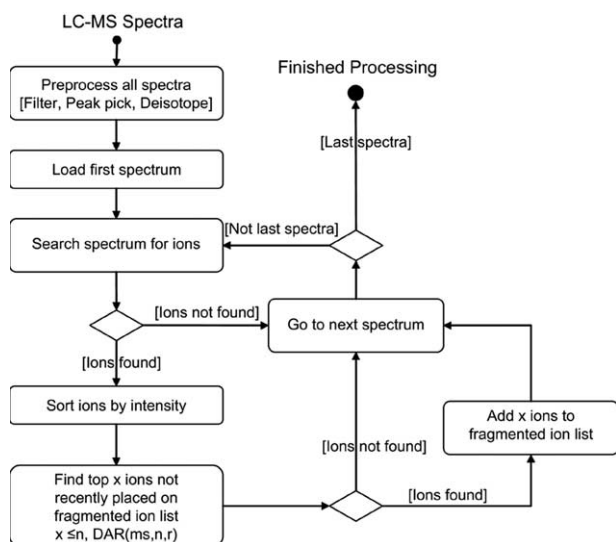 LC-MS Spectra
Preprocess all spectra
[Filter, Peak pick, Deisotope]
Finished Processing
[Last spectra]
Load first spectrum
[Not last spectra]
Search spectrum for ions
[Ions not found]
Go to next spectrum
[Ions found]
Sort ions by intensity
Add x ions to
fragmented ion list
[Ions not found]
Find top x ions not
recently placed on
fragmented ion list
x ≤n, DAR(ms,n,r)
[Ions found]